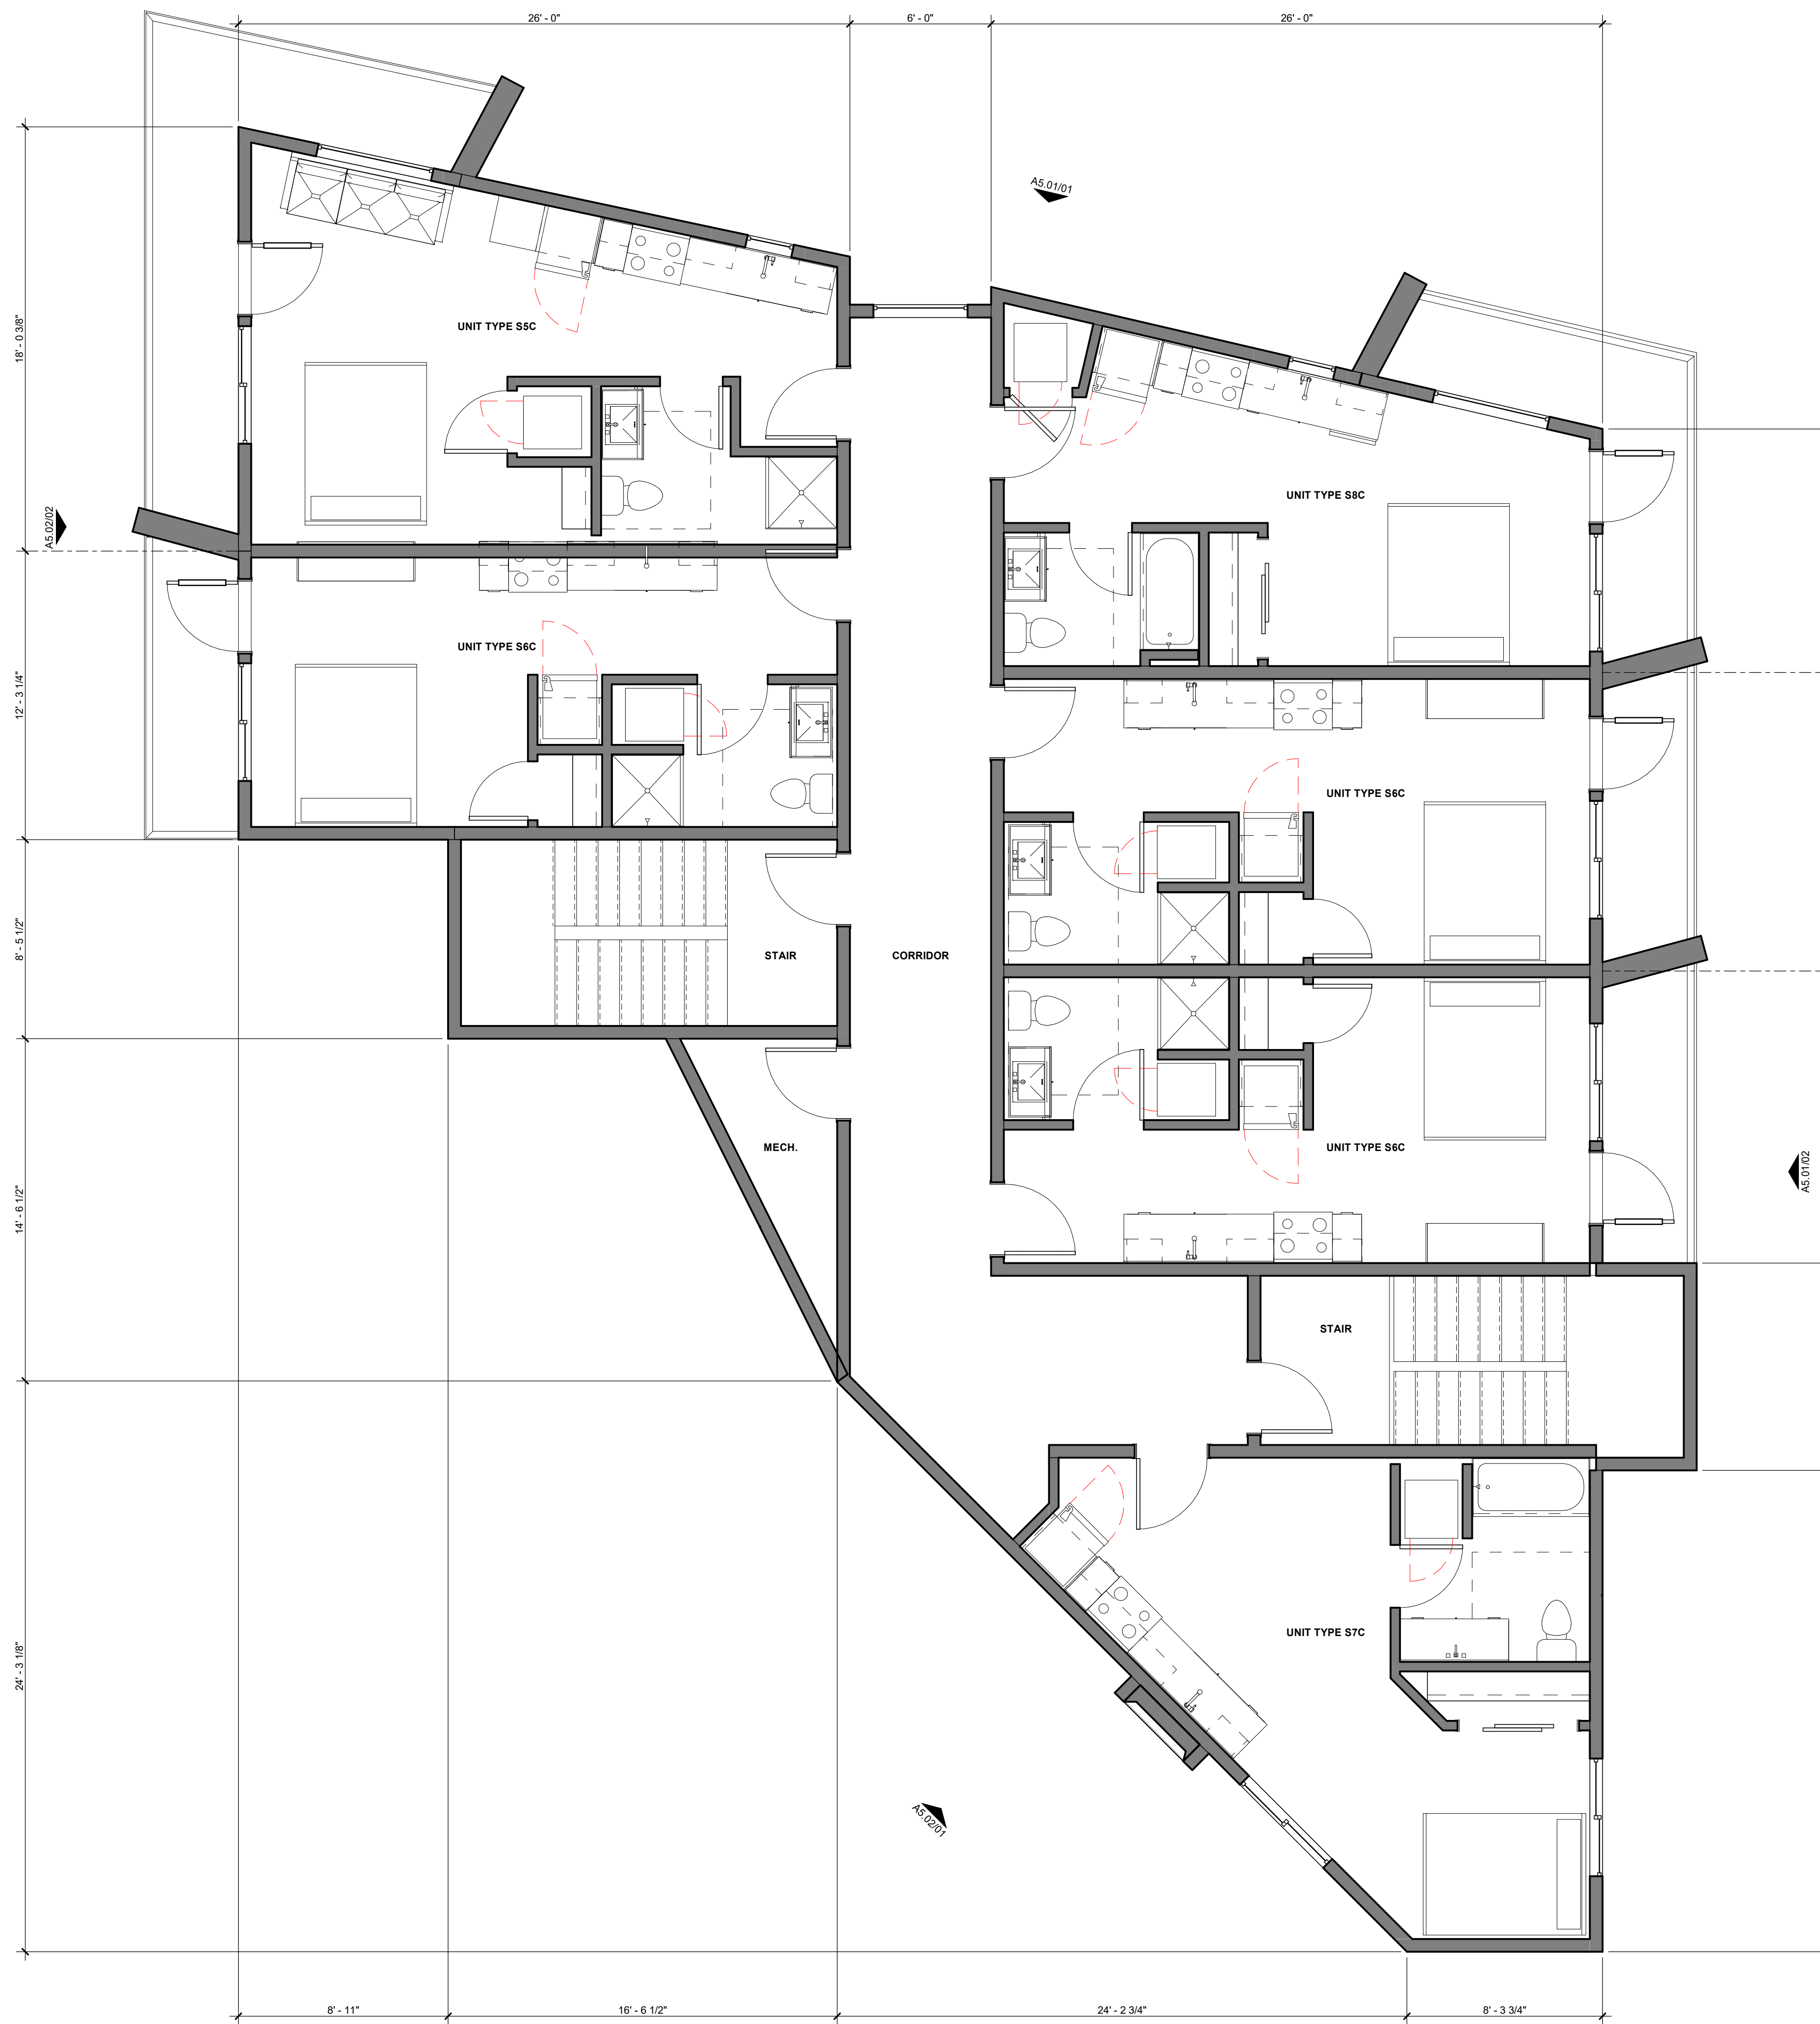 26' - 0"
6' - 0"
26' - 0"
A5.01/01
18' - 0 3/8"
UNIT TYPE S5C
UNIT TYPE S8C
A5.02/02
UNIT TYPE S6C
12' - 3 1/4"
UNIT TYPE S6C
8' - 5 1/2"
STAIR
CORRIDOR
MECH.
UNIT TYPE S6C
A5.01/02
14' - 6 1/2"
STAIR
UNIT TYPE S7C
24' - 3 1/8"
A5.02/01
8' - 11"
16' - 6 1/2"
24' - 2 3/4"
8' - 3 3/4"